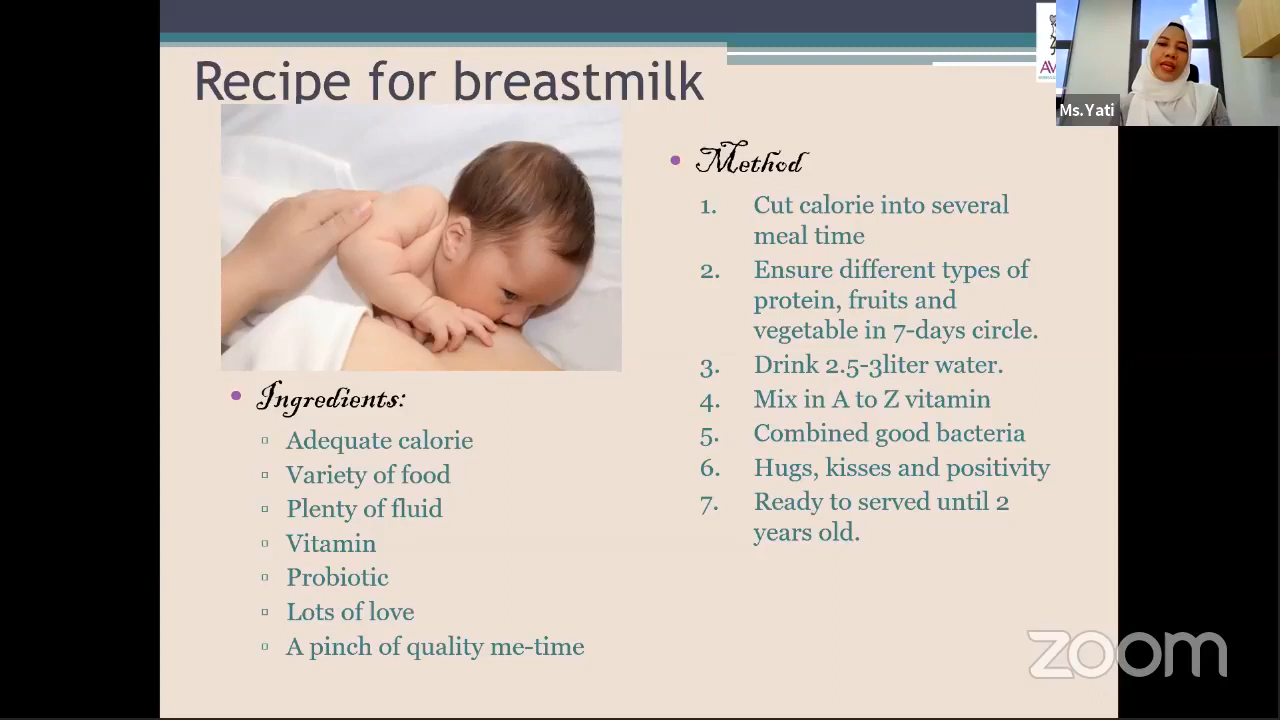 Recipe for breastmilk
AV
Ms.Yati
Ingredients:
Adequate calorie
Variety of food
Plenty of fluid
Vitamin
Probiotic
Lots of love
A pinch of quality me-time
Method
1. Cut calorie into several
meal time
2. Ensure different types of
protein, fruits and
vegetable in 7-days circle.
3. Drink 2.5-3liter water.
4. Mix in A to Z vitamin
5. Combined good bacteria
6. Hugs, kisses and positivity
7. Ready to served until 2
years old.
zoom